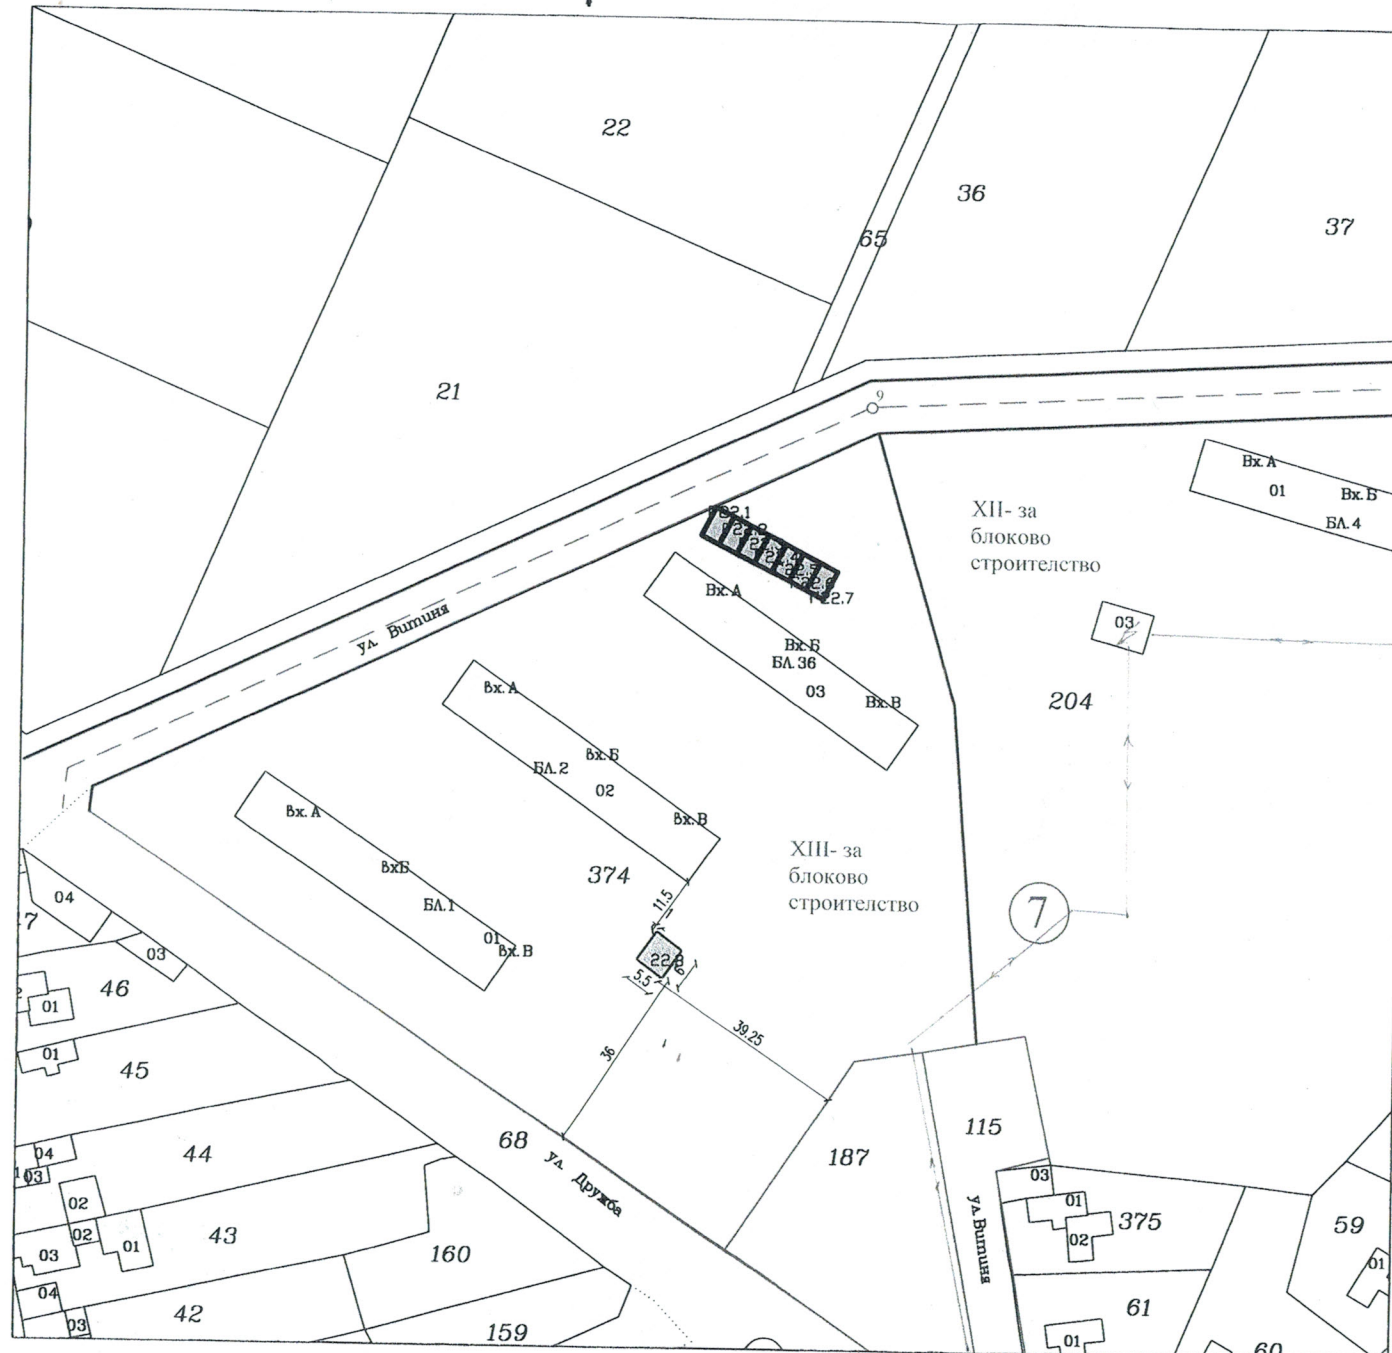 22
36
37
65
21
9
Вх. А
01
Вх. Б
БЛ. 4
XII- за
блоково
строителство
22.7
Вх. А
Вх. Б
БЛ. 36
03
Вх. В
03
204
ул. Витиня
Вх. А
Вх. Б
БЛ. 2
02
Вх. В
374
XIII- за
блоково
строителство
Вх. А
ВхБ
БЛ. 1
01
Вх. В
7
11.5
6
5.5
39.25
36
04
03
46
01
01
45
04
03
44
02
02
01
03
43
04
03
42
160
159
68
ул. Дружба
187
115
ул. Витиня
03
01
02
375
61
01
59
01
60